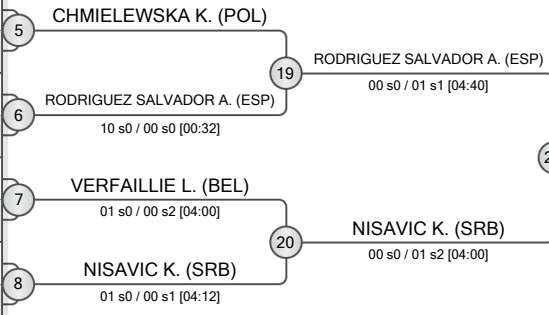 CHMIELEWSKA K. (POL)
5
19
RODRIGUEZ SALVADOR A. (ESP)
00 s0 / 01 s1 [04:40]
6
RODRIGUEZ SALVADOR A. (ESP)
10 s0 / 00 s0 [00:32]
7
VERFAILLIE L. (BEL)
01 s0 / 00 s2 [04:00]
20
NISAVIC K. (SRB)
00 s0 / 01 s2 [04:00]
8
NISAVIC K. (SRB)
01 s0 / 00 s1 [04:12]